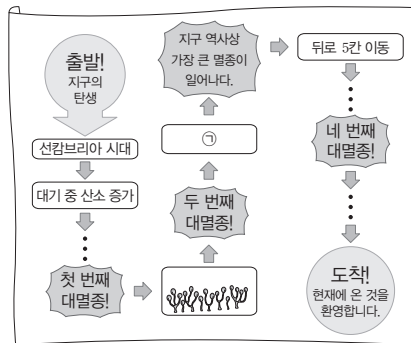 출발!
지구의
탄생
선캄브리아 시대
대기 중 산소 증가
첫 번째
대멸종!
두 번째
대멸종!
㉠
지구 역사상
가장 큰 멸종이
일어나다.
뒤로 5칸 이동
네 번째
대멸종!
도착!
현재에 온 것을
환영합니다.